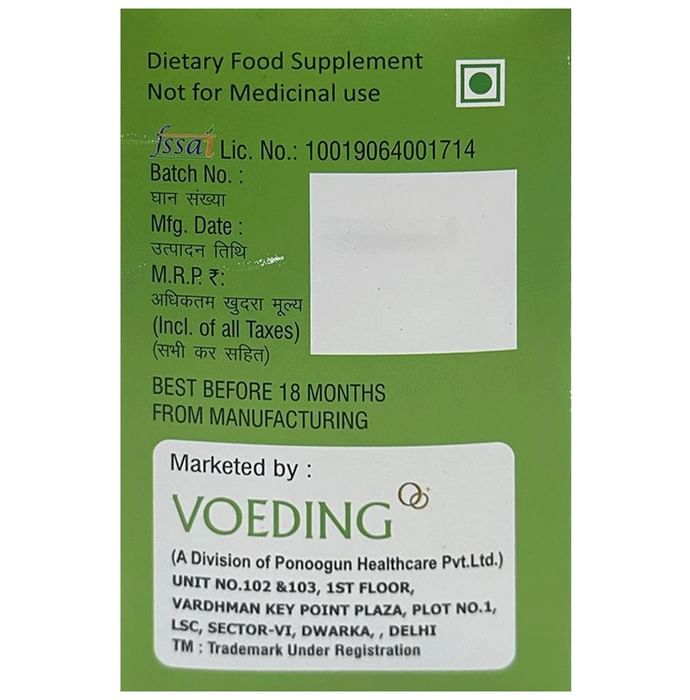 Dietary Food Supplement
Not for Medicinal use
fssai Lic. No.: 10019064001714
Batch No. :
घान संख्या
Mfg. Date :
उत्पादन तिथि
M.R.P. ₹:
अधिकतम खुदरा मूल्य
(Incl. of all Taxes)
(सभी कर सहित)
BEST BEFORE 18 MONTHS
FROM MANUFACTURING
Marketed by :
VOEDING
(A Division of Ponoogun Healthcare Pvt.Ltd.)
UNIT NO.102 &103, 1ST FLOOR,
VARDHMAN KEY POINT PLAZA, PLOT NO.1,
LSC, SECTOR-VI, DWARKA, , DELHI
TM : Trademark Under Registration